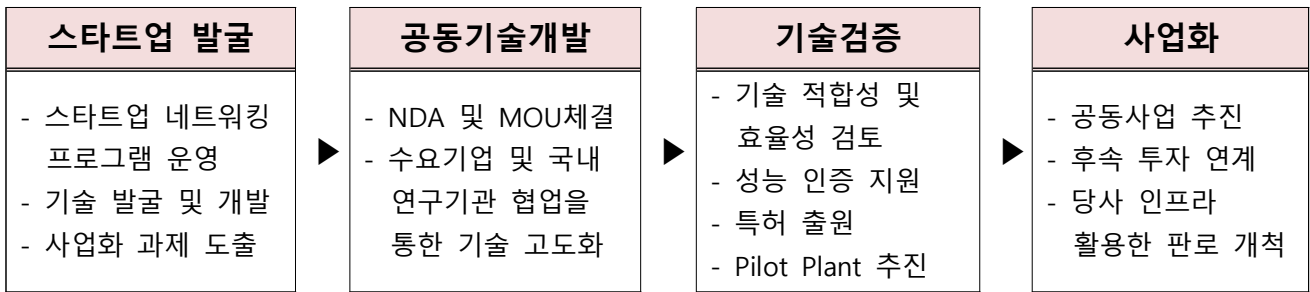 스타트업 발굴
- 스타트업 네트워킹
프로그램 운영
- 기술 발굴 및 개발
- 사업화 과제 도출
▶
공동기술개발
- NDA 및 MOU체결
- 수요기업 및 국내
연구기관 협업을
통한 기술 고도화
▶
기술검증
- 기술 적합성 및
효율성 검토
- 성능 인증 지원
- 특허 출원
- Pilot Plant 추진
▶
사업화
- 공동사업 추진
- 후속 투자 연계
- 당사 인프라
활용한 판로 개척